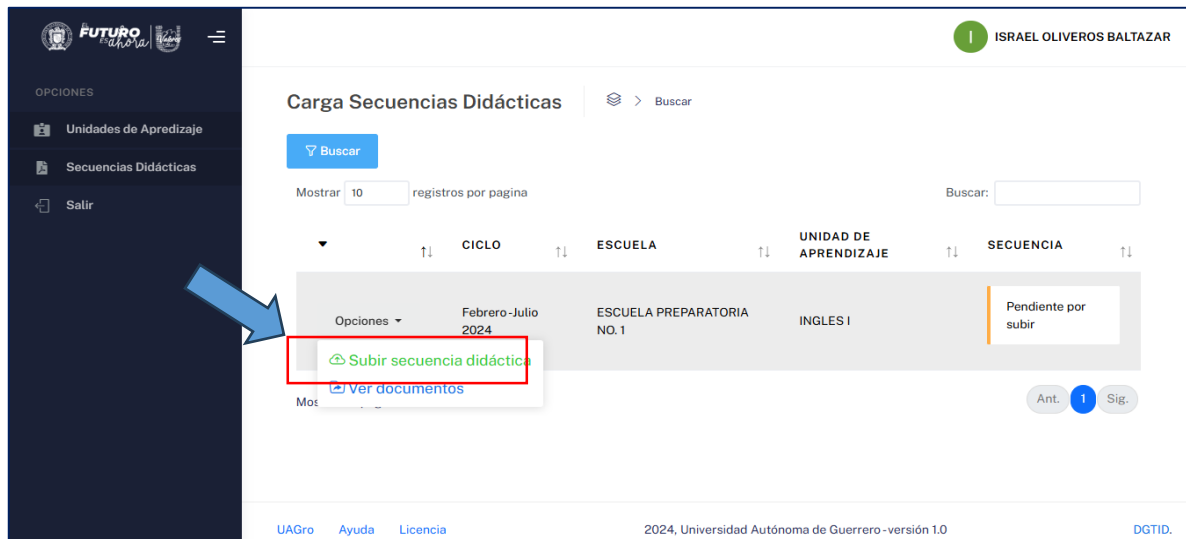 FUTURO
ES ahora
Valores
ISRAEL OLIVEROS BALTAZAR
I
OPCIONES
Unidades de Apredizaje
Secuencias Didácticas
Salir
Carga Secuencias Didácticas
> Buscar
Buscar
Mostrar 10 registros por pagina
Buscar:
CICLO
ESCUELA
UNIDAD DE
APRENDIZAJE
SECUENCIA
Opciones
Febrero-Julio
2024
ESCUELA PREPARATORIA
NO. 1
INGLES I
Pendiente por
subir
Subir secuencia didáctica
Ver documentos
Mos
Ant. 1 Sig.
UAGro Ayuda Licencia
2024, Universidad Autónoma de Guerrero-versión 1.0
DGTID.